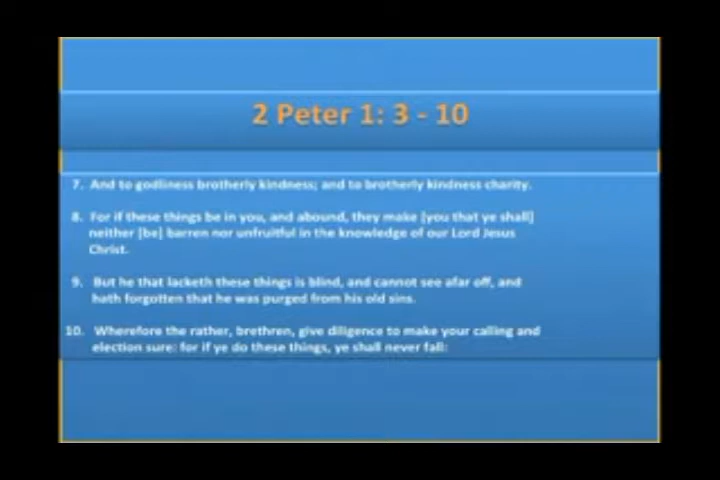 2 Peter 1: 3 - 10
7. And to godliness brotherly kindness; and to brotherly kindness charity.
8. For if these things be in you, and abound, they make [you that ye shall]
neither [be] barren nor unfruitful in the knowledge of our Lord Jesus
Christ.
9. But he that lacketh these things is blind, and cannot see afar off, and
hath forgotten that he was purged from his old sins.
10. Wherefore the rather, brethren, give diligence to make your calling and
election sure: for if ye do these things, ye shall never fall: